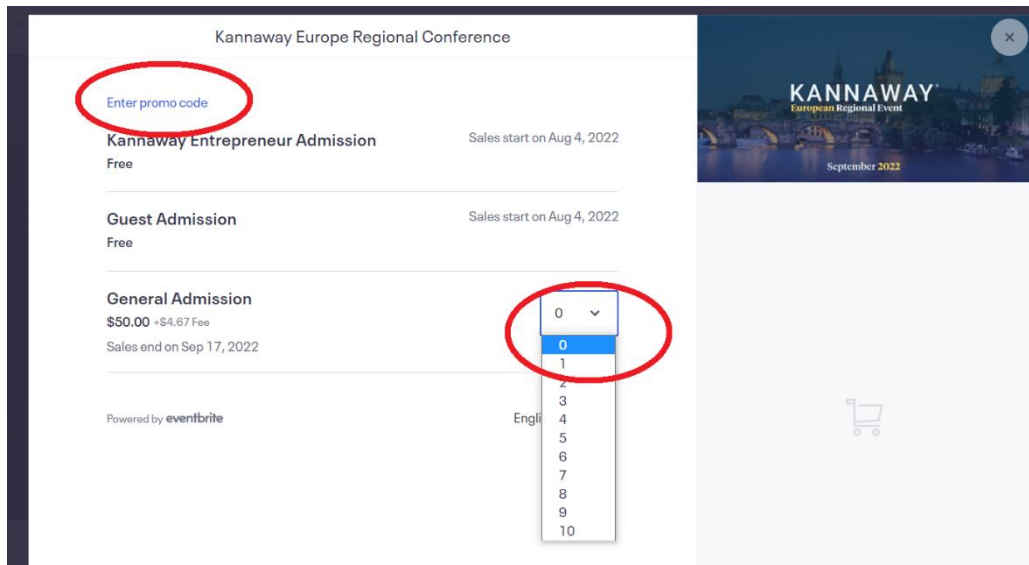 Kannaway Europe Regional Conference
×
Enter promo code
Kannaway Entrepreneur Admission
Sales start on Aug 4, 2022
Free
Guest Admission
Sales start on Aug 4, 2022
Free
General Admission
$50.00 +$4.67 Fee
Sales end on Sep 17, 2022
0
0
1
2
3
4
5
6
7
8
9
10
Powered by eventbrite
Engli
KANNAWAY
European Regional Event
September 2022